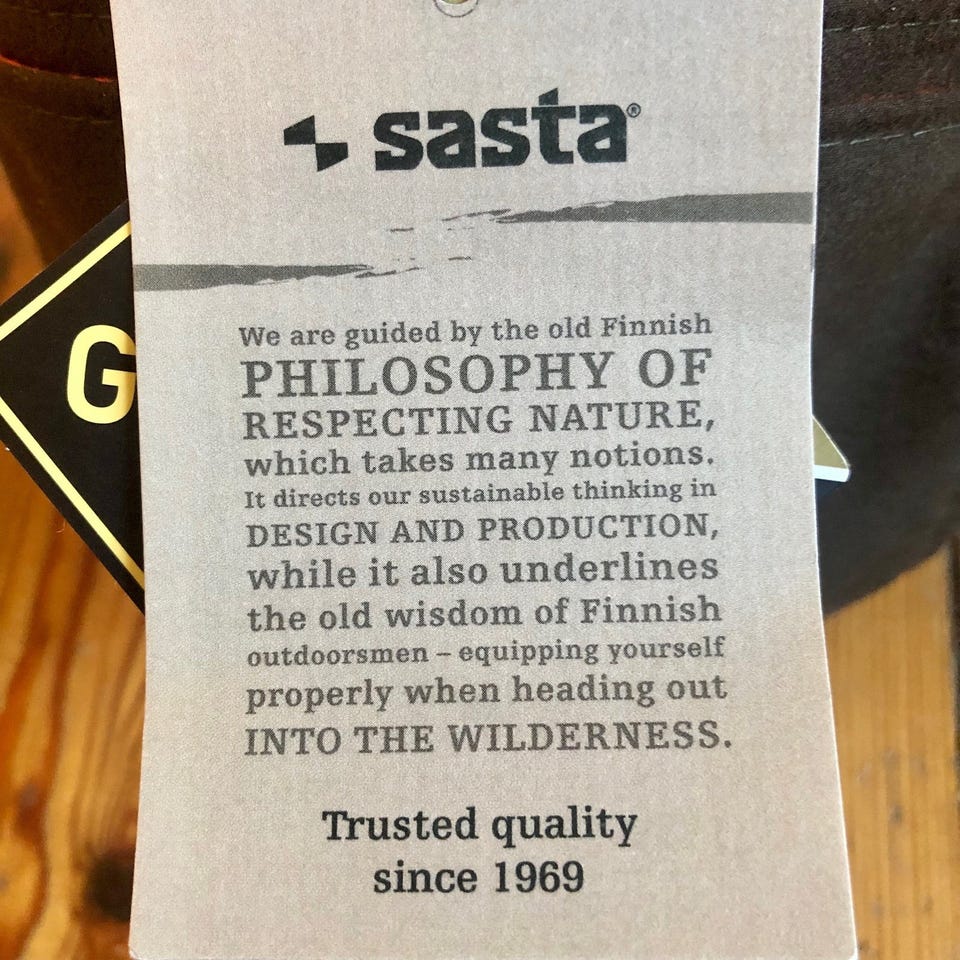 sasta®
We are guided by the old Finnish
PHILOSOPHY OF
RESPECTING NATURE,
which takes many notions.
It directs our sustainable thinking in
DESIGN AND PRODUCTION,
while it also underlines
the old wisdom of Finnish
outdoorsmen – equipping yourself
properly when heading out
INTO THE WILDERNESS.
Trusted quality
since 1969
G